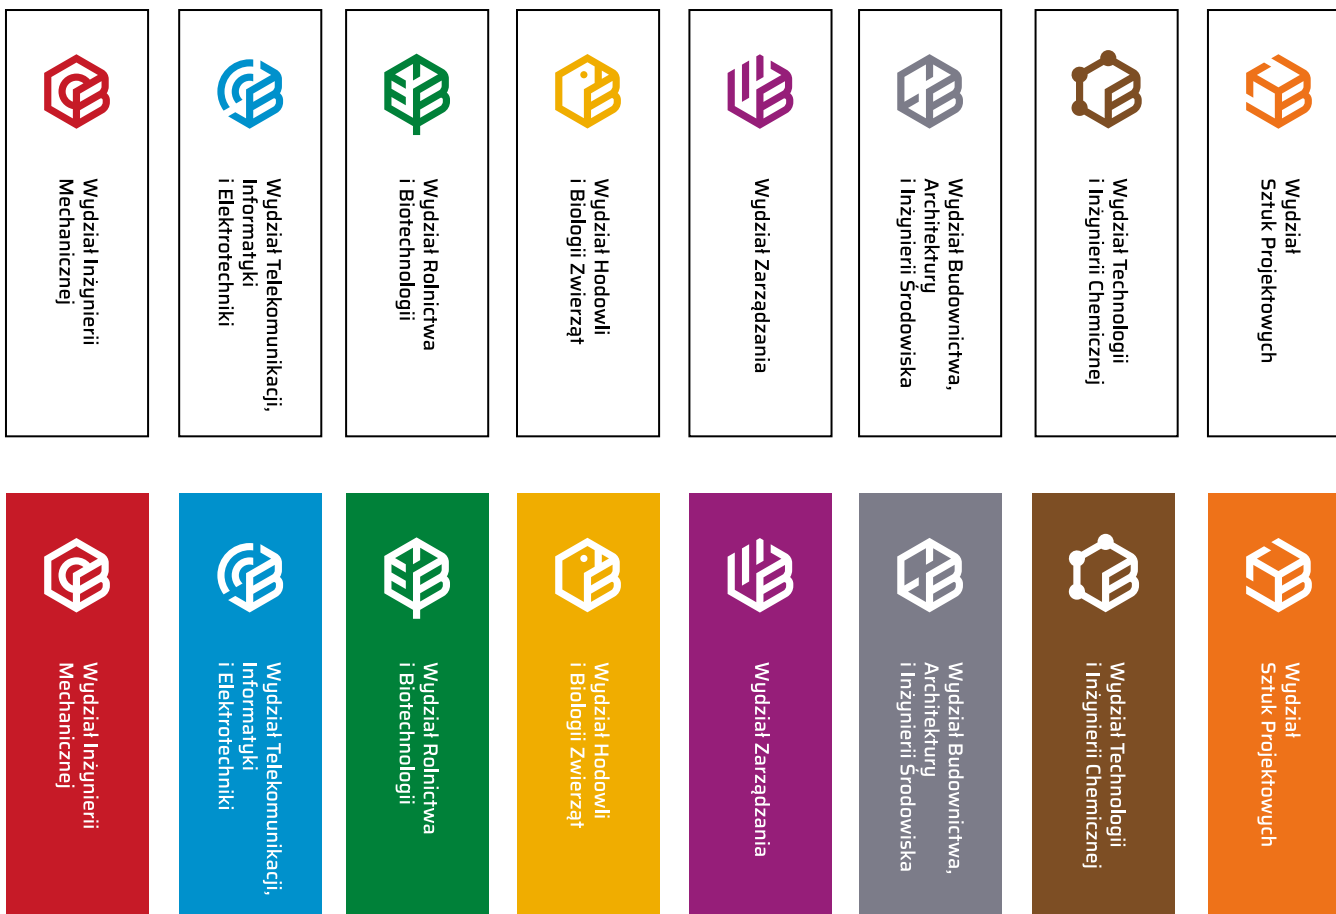 Wydział Inżynierii
Mechanicznej
Wydział Telekomunikacji,
Informatyki
i Elektrotechniki
Wydział Rolnictwa
i Biotechnologii
Wydział Hodowli
i Biologii Zwierząt
Wydział Zarządzania
Wydział Budownictwa,
Architektury
i Inżynierii Środowiska
Wydział Technologii
i Inżynierii Chemicznej
Wydział
Sztuk Projektowych
Wydział Inżynierii
Mechanicznej
Wydział Telekomunikacji,
Informatyki
i Elektrotechniki
Wydział Rolnictwa
i Biotechnologii
Wydział Hodowli
i Biologii Zwierząt
Wydział Zarządzania
Wydział Budownictwa,
Architektury
i Inżynierii Środowiska
Wydział Technologii
i Inżynierii Chemicznej
Wydział
Sztuk Projektowych